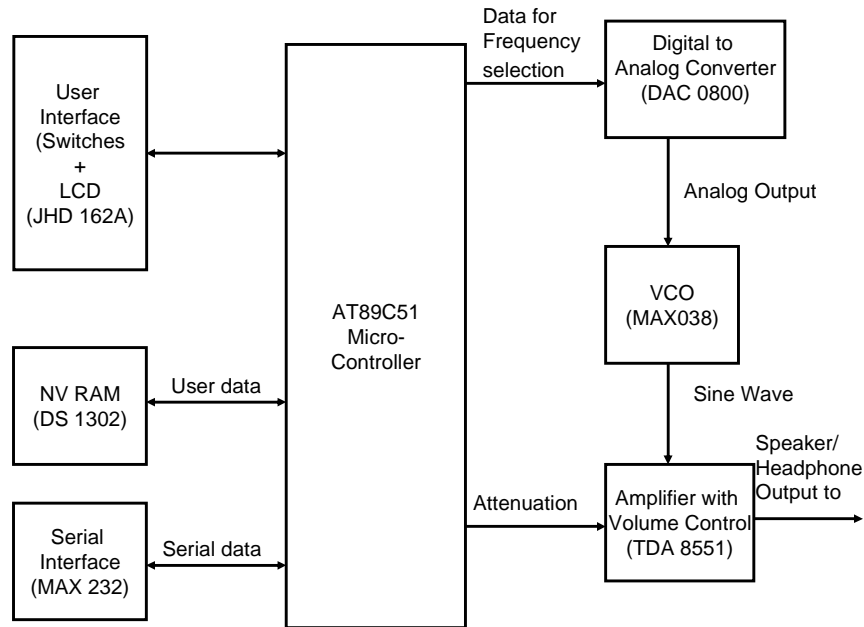 User
Interface
(Switches
+
LCD
(JHD 162A)
NV RAM
(DS 1302)
Serial
Interface
(MAX 232)
User data
Serial data
AT89C51
Micro-
Controller
Data for
Frequency
selection
Attenuation
Digital to
Analog Converter
(DAC 0800)
Analog Output
VCO
(MAX038)
Sine Wave
Amplifier with
Volume Control
(TDA 8551)
Speaker/
Headphone
Output to